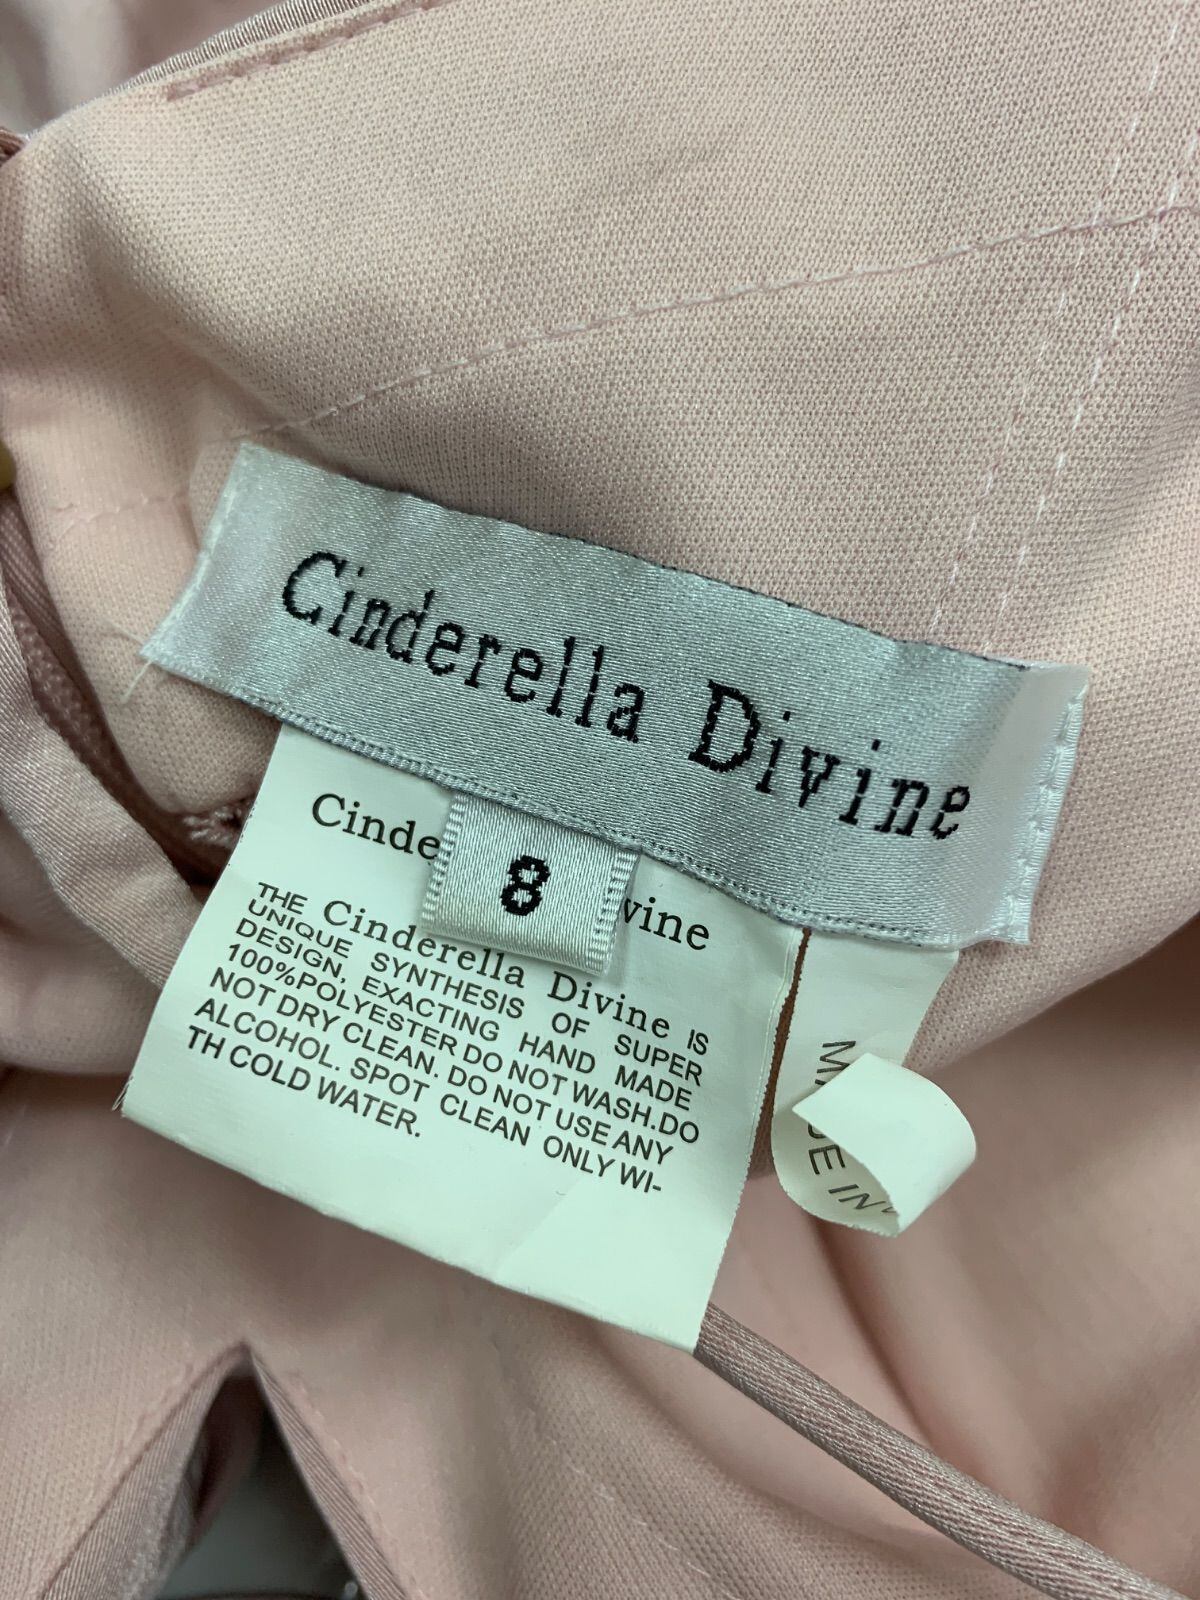 Cinderella Divine
8
Cinde vine
THE Cinderella Divine IS
UNIQUE SYNTHESIS OF SUPER
DESIGN, EXACTING HAND MADE
100%POLYESTER DO NOT WASH.DO
NOT DRY CLEAN. DO NOT USE ANY
ALCOHOL. SPOT CLEAN ONLY WI-
TH COLD WATER.
IN